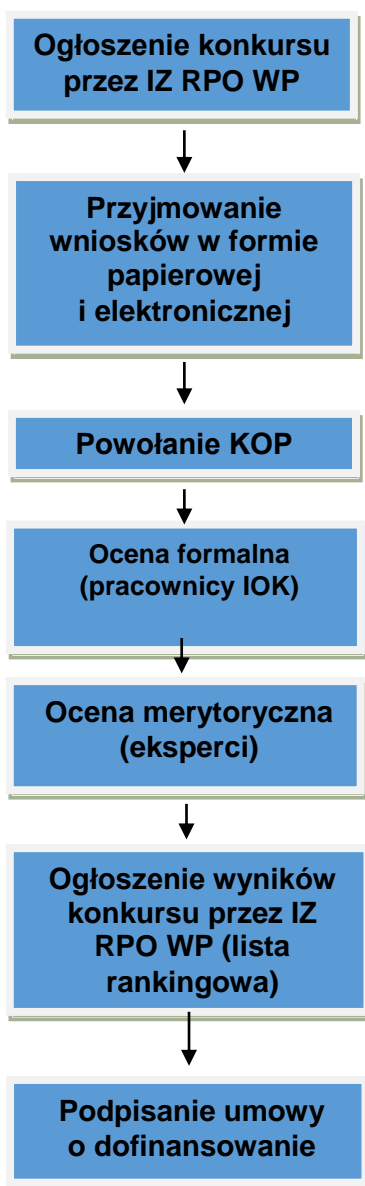 Ogłoszenie konkursu
przez IZ RPO WP
Przyjmowanie
wniosków w formie
papierowej
i elektronicznej
Powołanie KOP
Ocena formalna
(pracownicy IOK)
Ocena merytoryczna
(eksperci)
Ogłoszenie wyników
konkursu przez IZ
RPO WP (lista
rankingowa)
Podpisanie umowy
o dofinansowanie